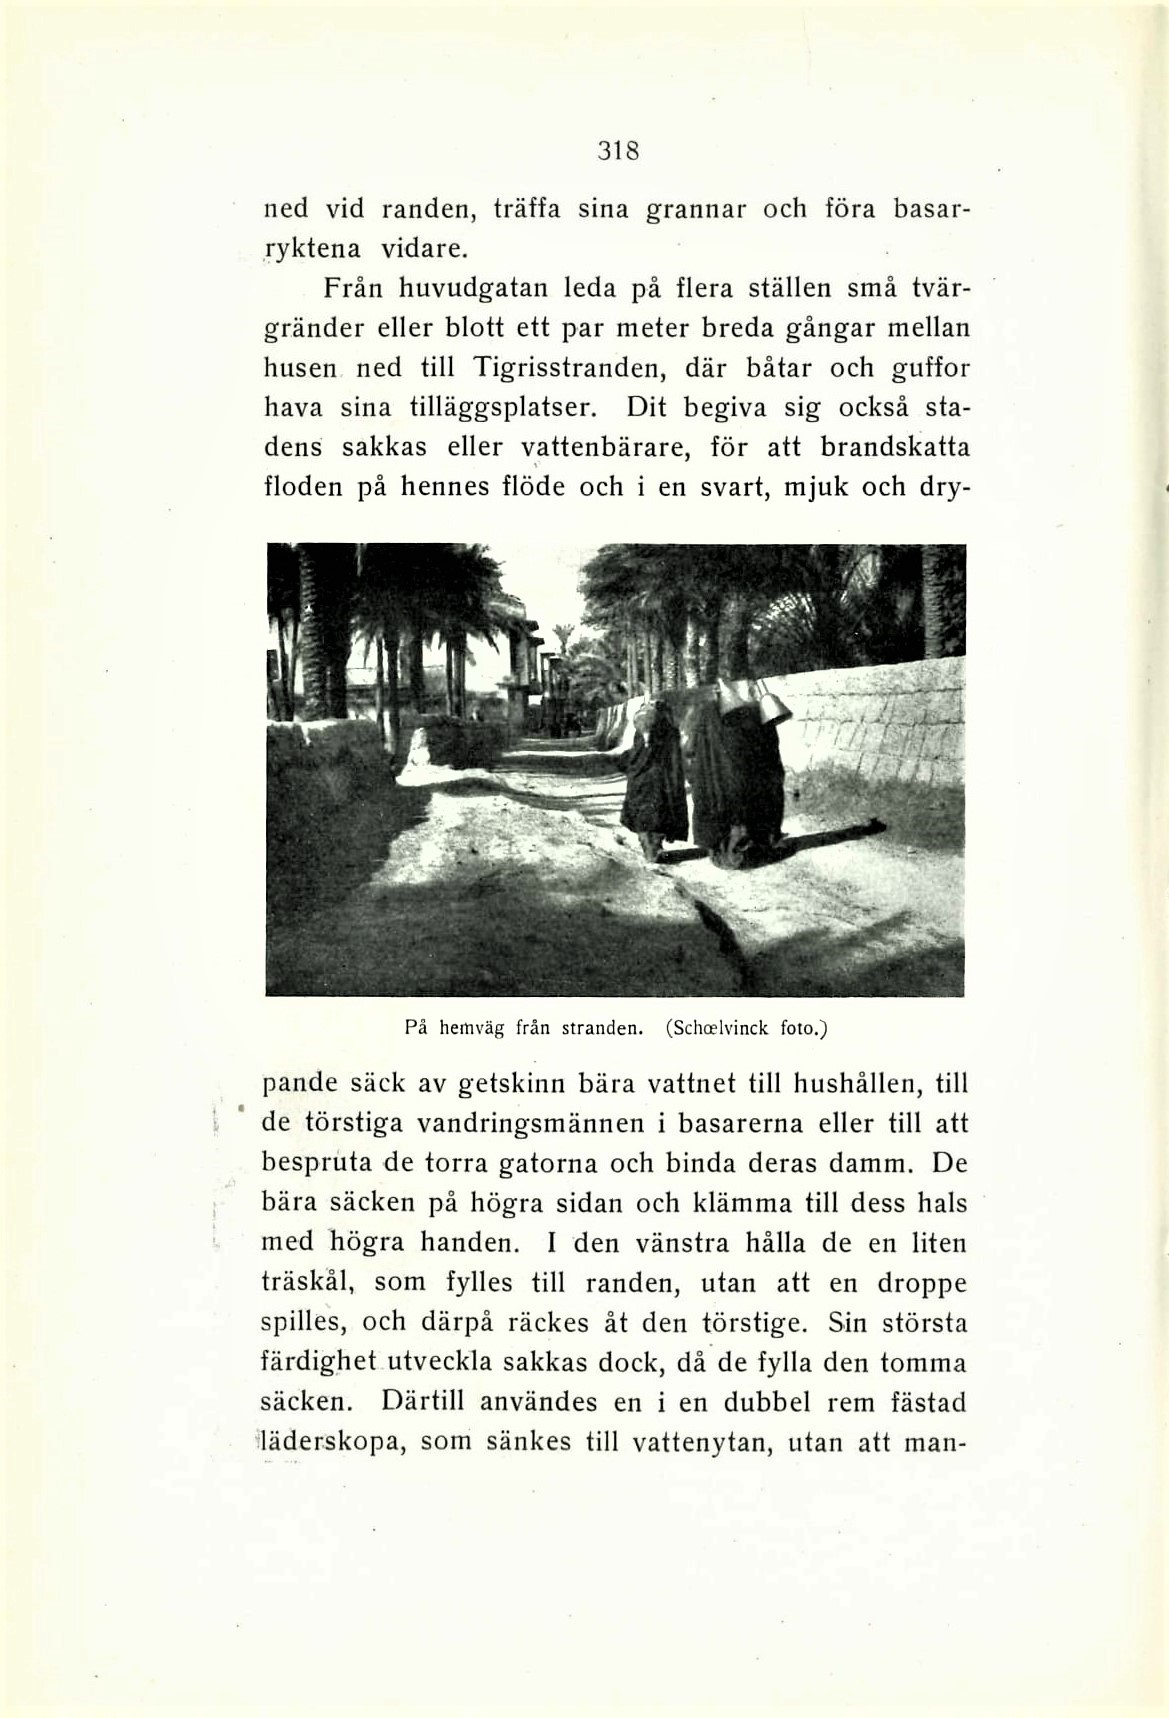 318
ned vid randen, träffa sina grannar och föra basar-
ryktena vidare.
Från huvudgatan leda på flera ställen små tvär-
gränder eller blott ett par meter breda gångar mellan
husen ned till Tigrisstranden, där båtar och guffor
hava sina tilläggsplatser. Dit begiva sig också sta-
dens sakkas eller vattenbärare, för att brandskatta
floden på hennes flöde och i en svart, mjuk och dry-
På hemväg från stranden. (Schœlvinck foto.)
pande säck av getskinn bära vattnet till hushållen, till
de törstiga vandringsmännen i basarerna eller till att
bespruta de torra gatorna och binda deras damm. De
bära säcken på högra sidan och klämma till dess hals
med högra handen. I den vänstra hålla de en liten
träskål, som fylles till randen, utan att en droppe
spilles, och därpå räckes åt den törstige. Sin största
färdighet utveckla sakkas dock, då de fylla den tomma
säcken. Därtill användes en i en dubbel rem fästad
läderskopa, som sänkes till vattenytan, utan att man-